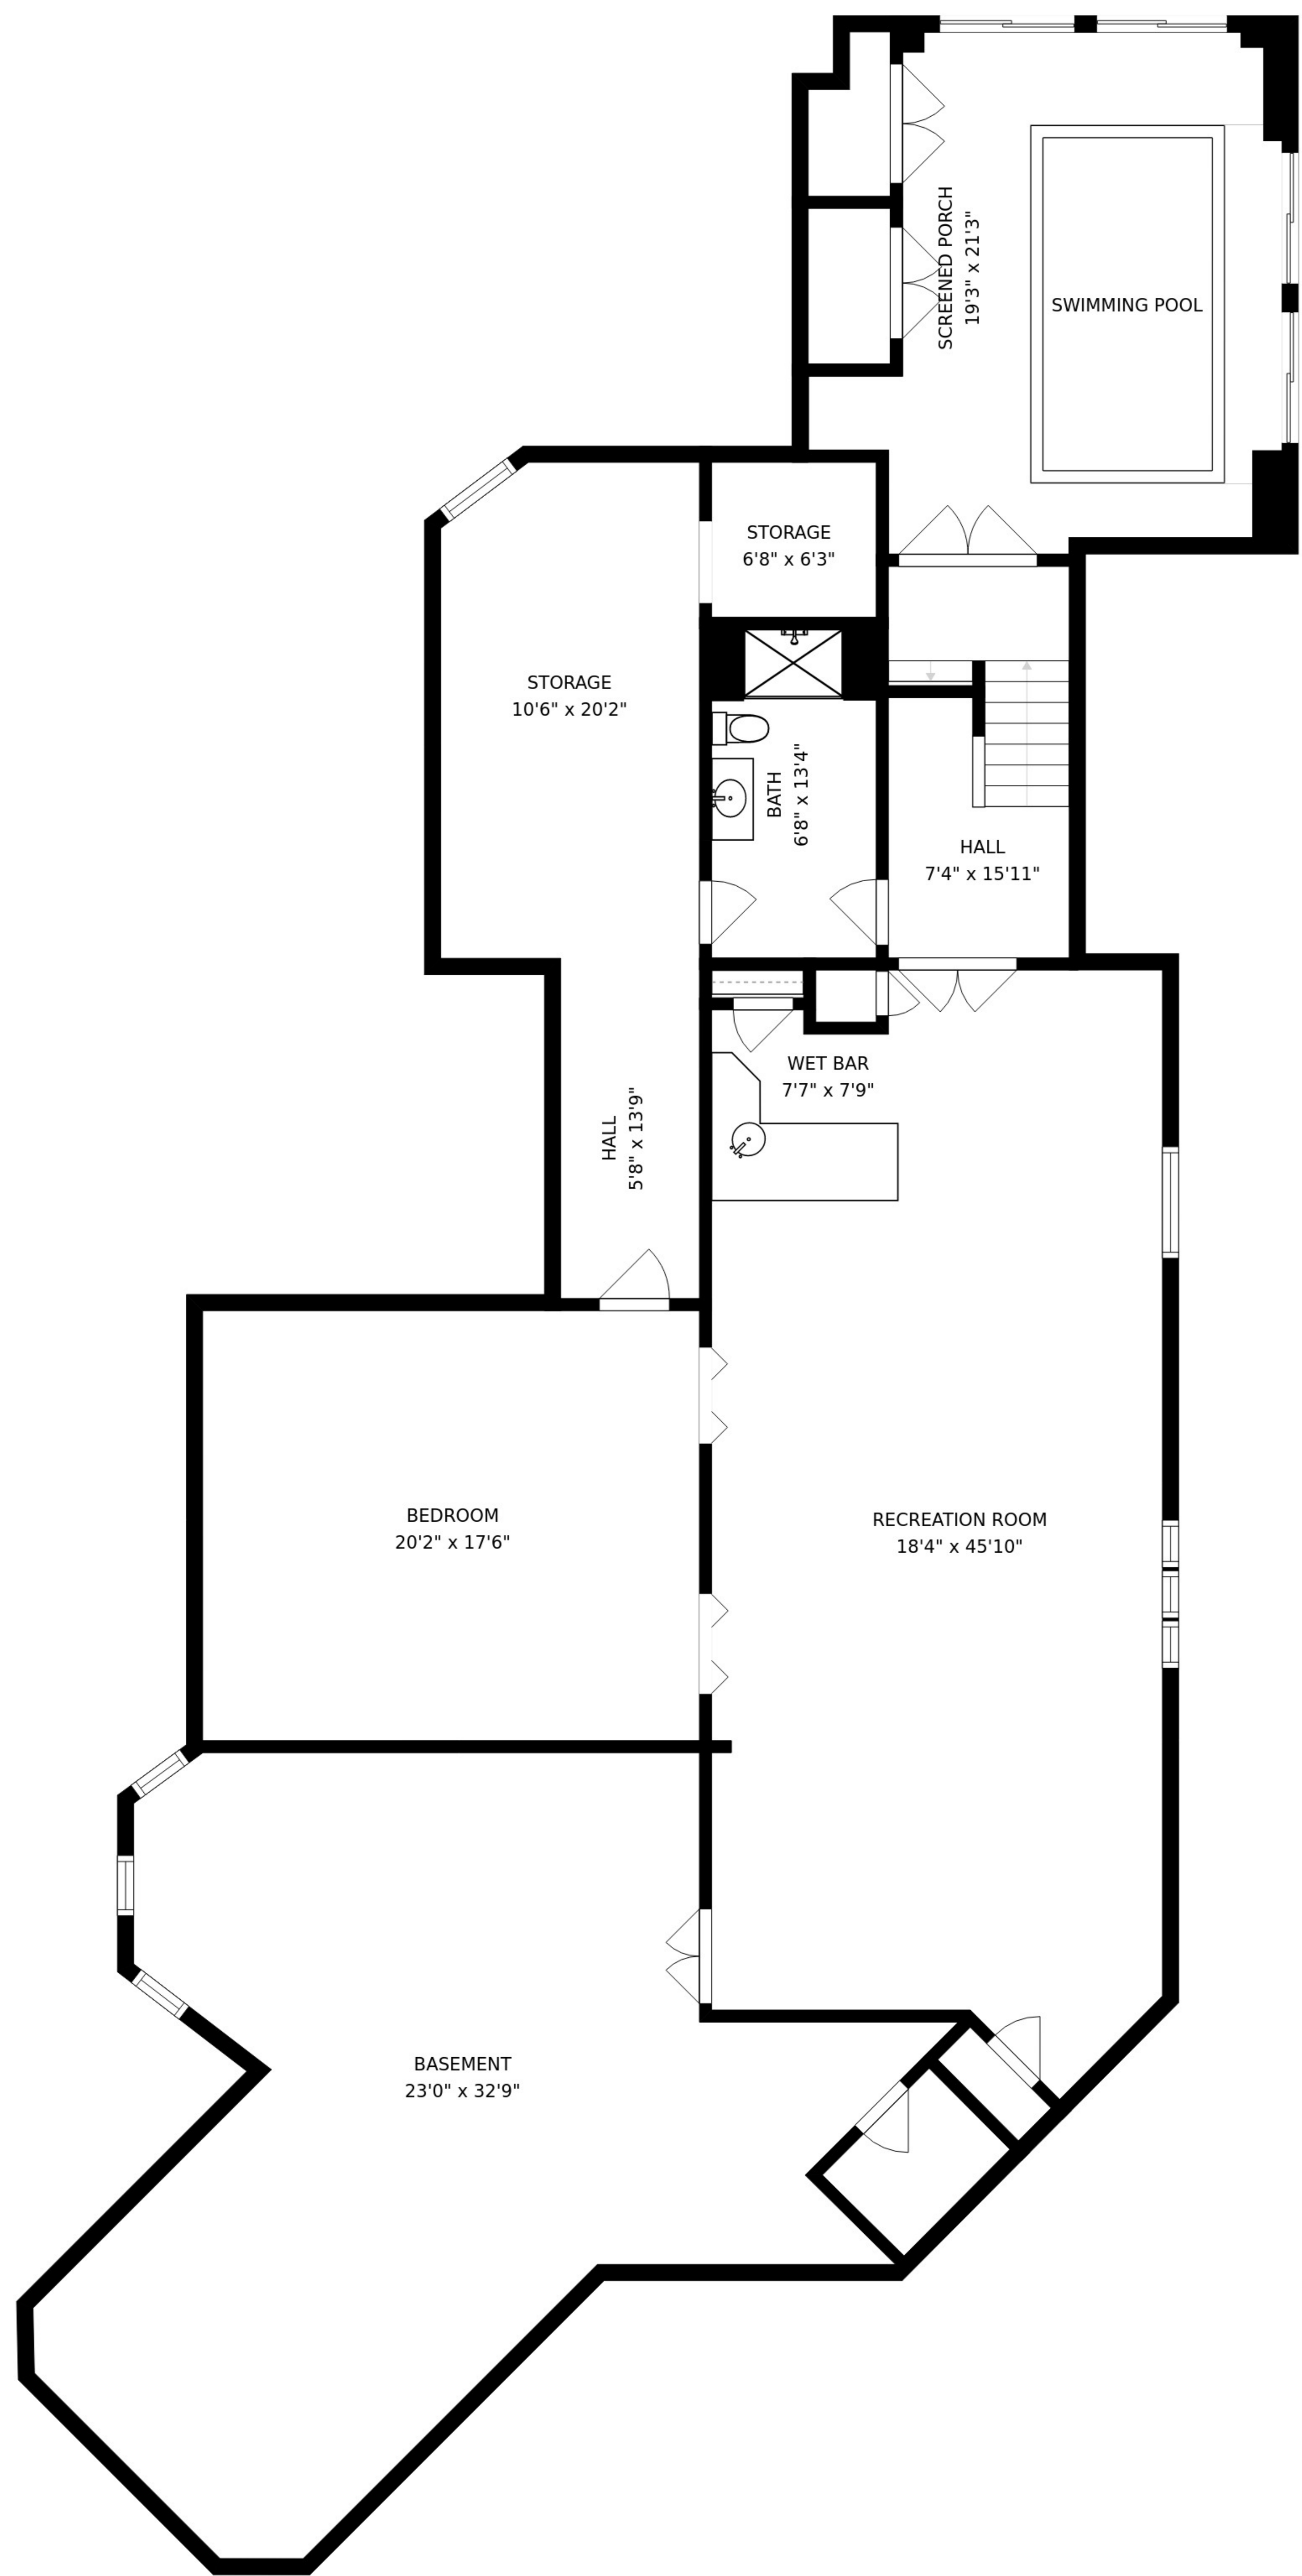 SCREENED PORCH
19'3" x 21'3"
SWIMMING POOL
STORAGE
6'8" x 6'3"
STORAGE
10'6" x 20'2"
BATH
6'8" x 13'4"
HALL
7'4" x 15'11"
WET BAR
7'7" x 7'9"
HALL
5'8" x 13'9"
BEDROOM
20'2" x 17'6"
RECREATION ROOM
18'4" x 45'10"
BASEMENT
23'0" x 32'9"